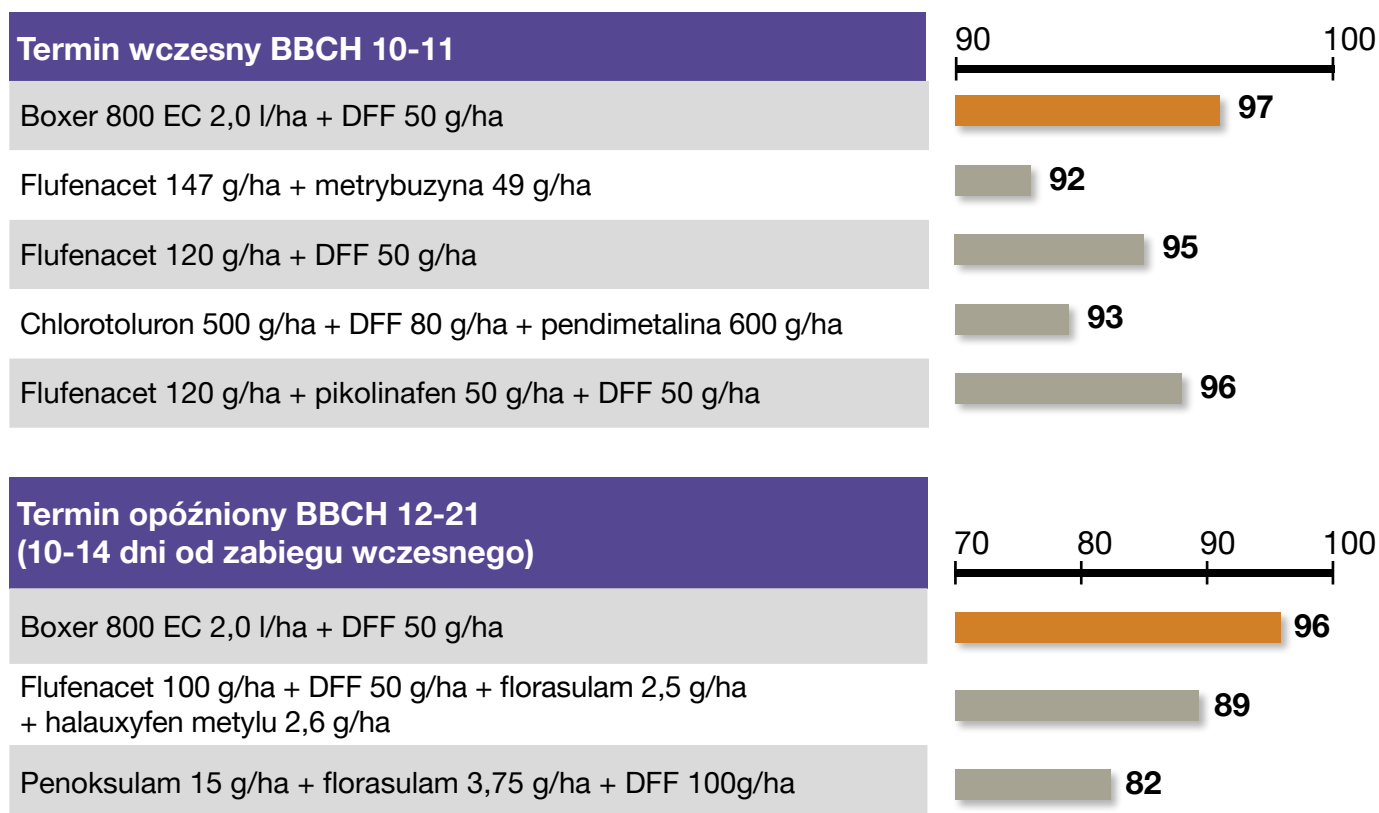 Termin wczesny BBCH 10-11
90 100
Boxer 800 EC 2,0 l/ha + DFF 50 g/ha
97
Flufenacet 147 g/ha + metrybuzyna 49 g/ha
92
Flufenacet 120 g/ha + DFF 50 g/ha
95
Chlorotoluron 500 g/ha + DFF 80 g/ha + pendimetalina 600 g/ha
93
Flufenacet 120 g/ha + pikolinafen 50 g/ha + DFF 50 g/ha
96
Termin opóźniony BBCH 12-21
(10-14 dni od zabiegu wczesnego)
70 80 90 100
Boxer 800 EC 2,0 l/ha + DFF 50 g/ha
96
Flufenacet 100 g/ha + DFF 50 g/ha + florasulam 2,5 g/ha
+ halauxyfen metylu 2,6 g/ha
89
Penoksulam 15 g/ha + florasulam 3,75 g/ha + DFF 100g/ha
82